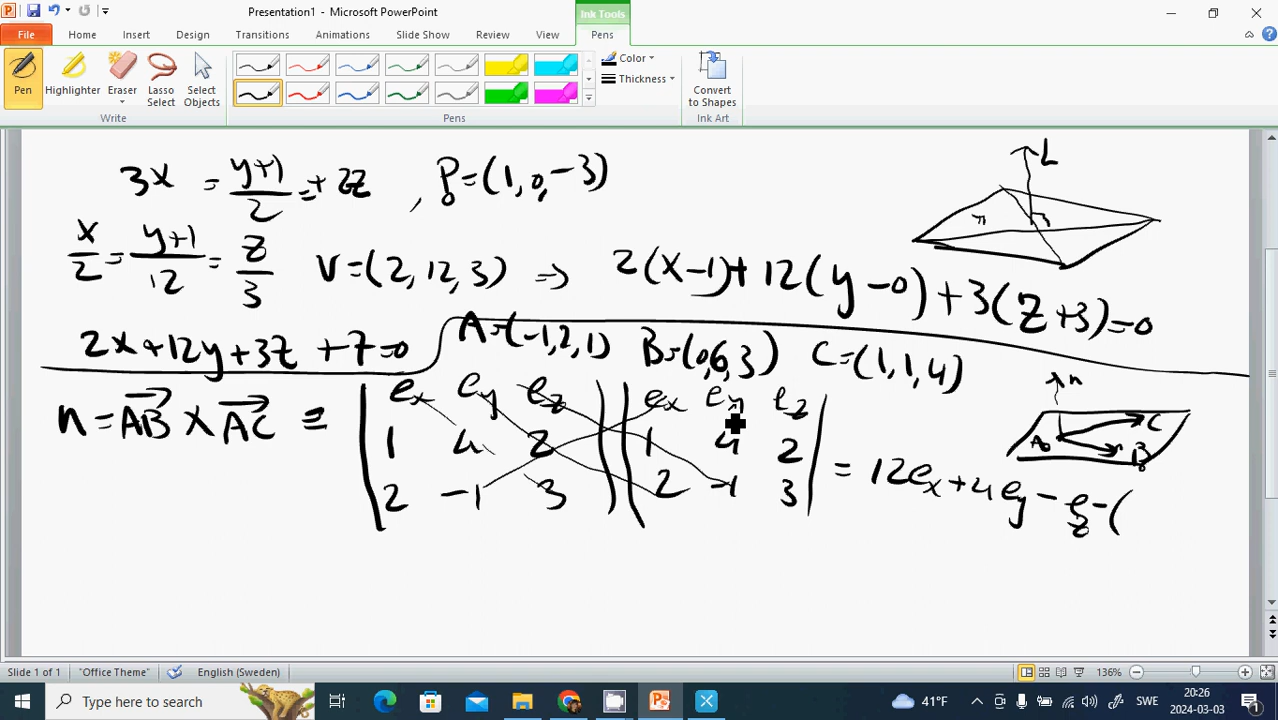 Presentation1 - Microsoft PowerPoint
Ink Tools
File Home Insert Design Transitions Animations Slide Show Review View Pens
Pen Highlighter Eraser Lasso Select Select Objects
Color
Thickness
Convert to Shapes
Write Pens Ink Art
3x = y+1/2 = + 2z , P=(1,0,-3)
L
π
x/2 = y+1/12 = z/3 V=(2,12,3) ⇒ 2(x-1)+12(y-0)+3(z+3)=0
2x+12y+3z +7=0
A=(-1,2,1) B=(0,6,3) C=(1,1,4)
n
A C
B
n = AB × AC =
ex ey ez ex ey ez
1 4 2 1 4 2
2 -1 3 2 -1 3
= 12ex+4ey-ez-(
Slide 1 of 1 "Office Theme" English (Sweden) 136%
Type here to search
41°F SWE 20:26
2024-03-03
1